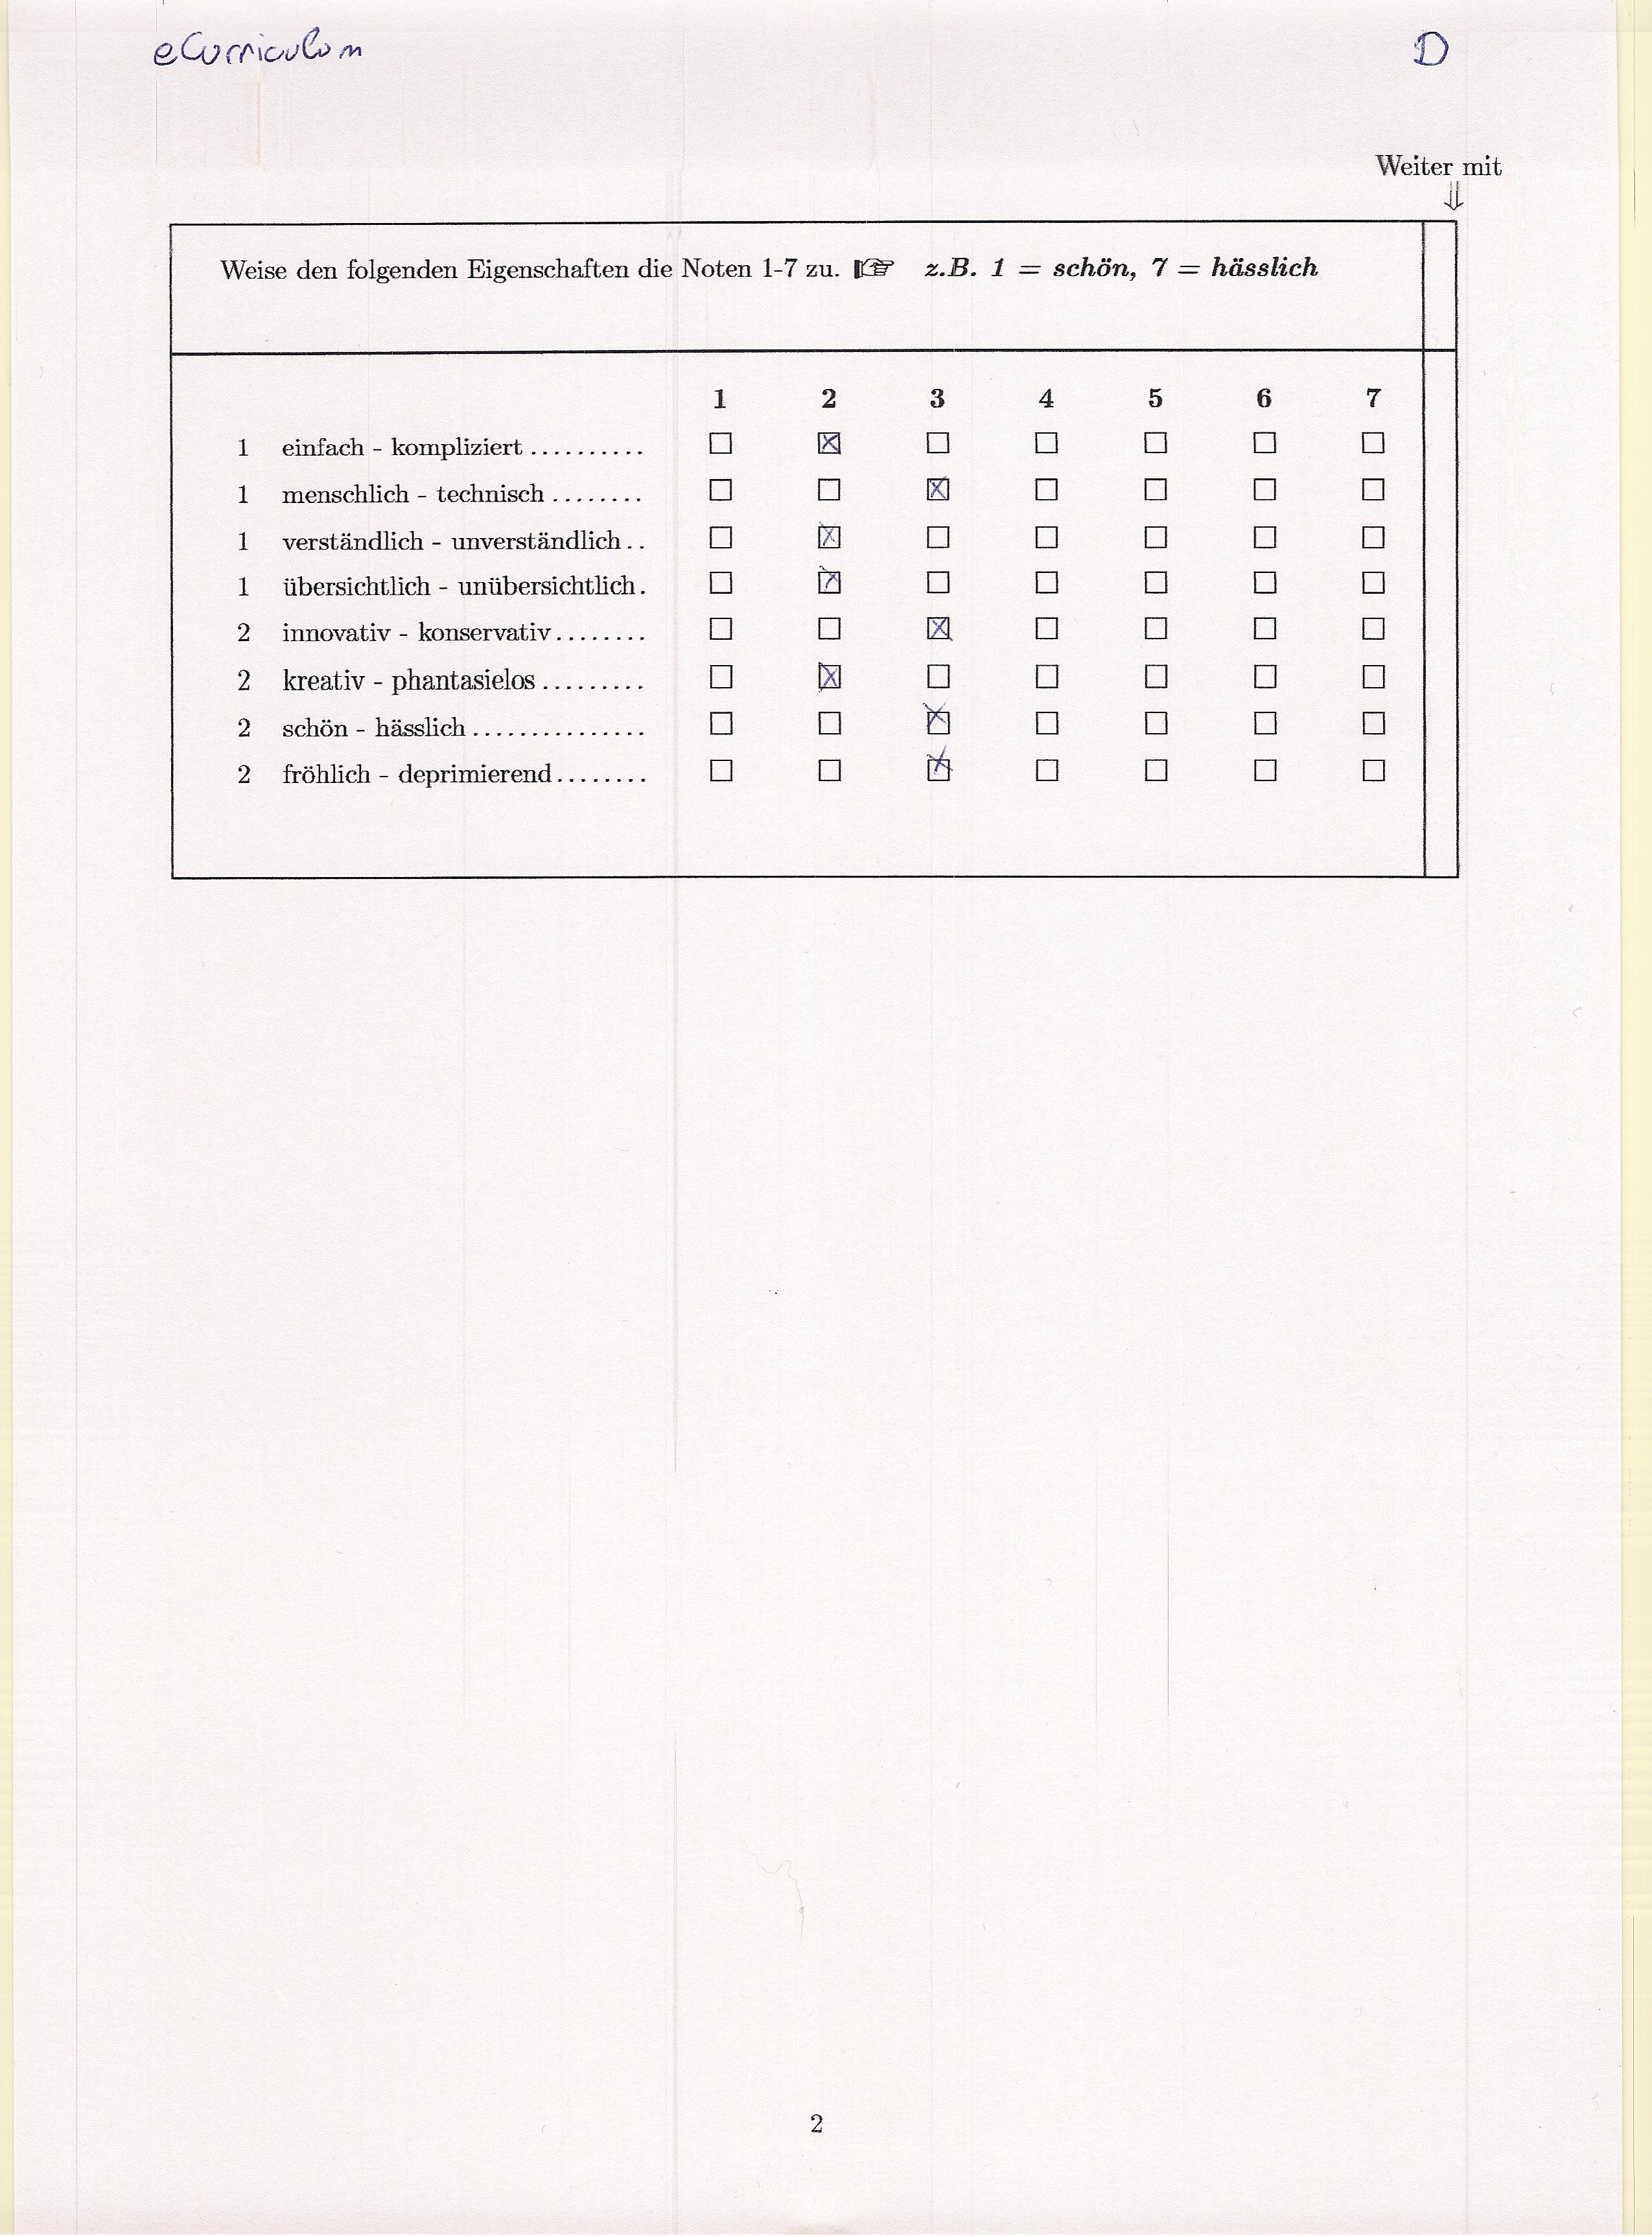 eCurriculum
D
Weiter mit
⇓
Weise den folgenden Eigenschaften die Noten 1-7 zu. ☞ z.B. 1 = schön, 7 = hässlich
1 2 3 4 5 6 7
1 einfach - kompliziert .......... ☐ ☒ ☐ ☐ ☐ ☐ ☐
1 menschlich - technisch ........ ☐ ☐ ☒ ☐ ☐ ☐ ☐
1 verständlich - unverständlich .. ☐ ☒ ☐ ☐ ☐ ☐ ☐
1 übersichtlich - unübersichtlich . ☐ ☒ ☐ ☐ ☐ ☐ ☐
2 innovativ - konservativ ........ ☐ ☐ ☒ ☐ ☐ ☐ ☐
2 kreativ - phantasielos ......... ☐ ☒ ☐ ☐ ☐ ☐ ☐
2 schön - hässlich ............... ☐ ☐ ☒ ☐ ☐ ☐ ☐
2 fröhlich - deprimierend ........ ☐ ☐ ☒ ☐ ☐ ☐ ☐
2